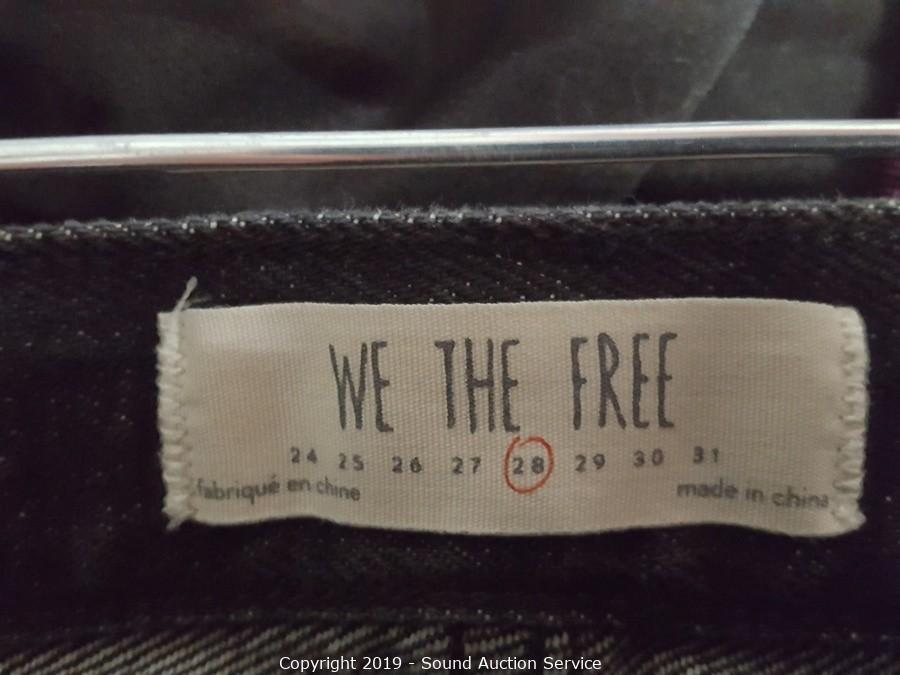 WE THE FREE
24 25 26 27 28 29 30 31
fabriqué en chine
made in china
Copyright 2019 - Sound Auction Service